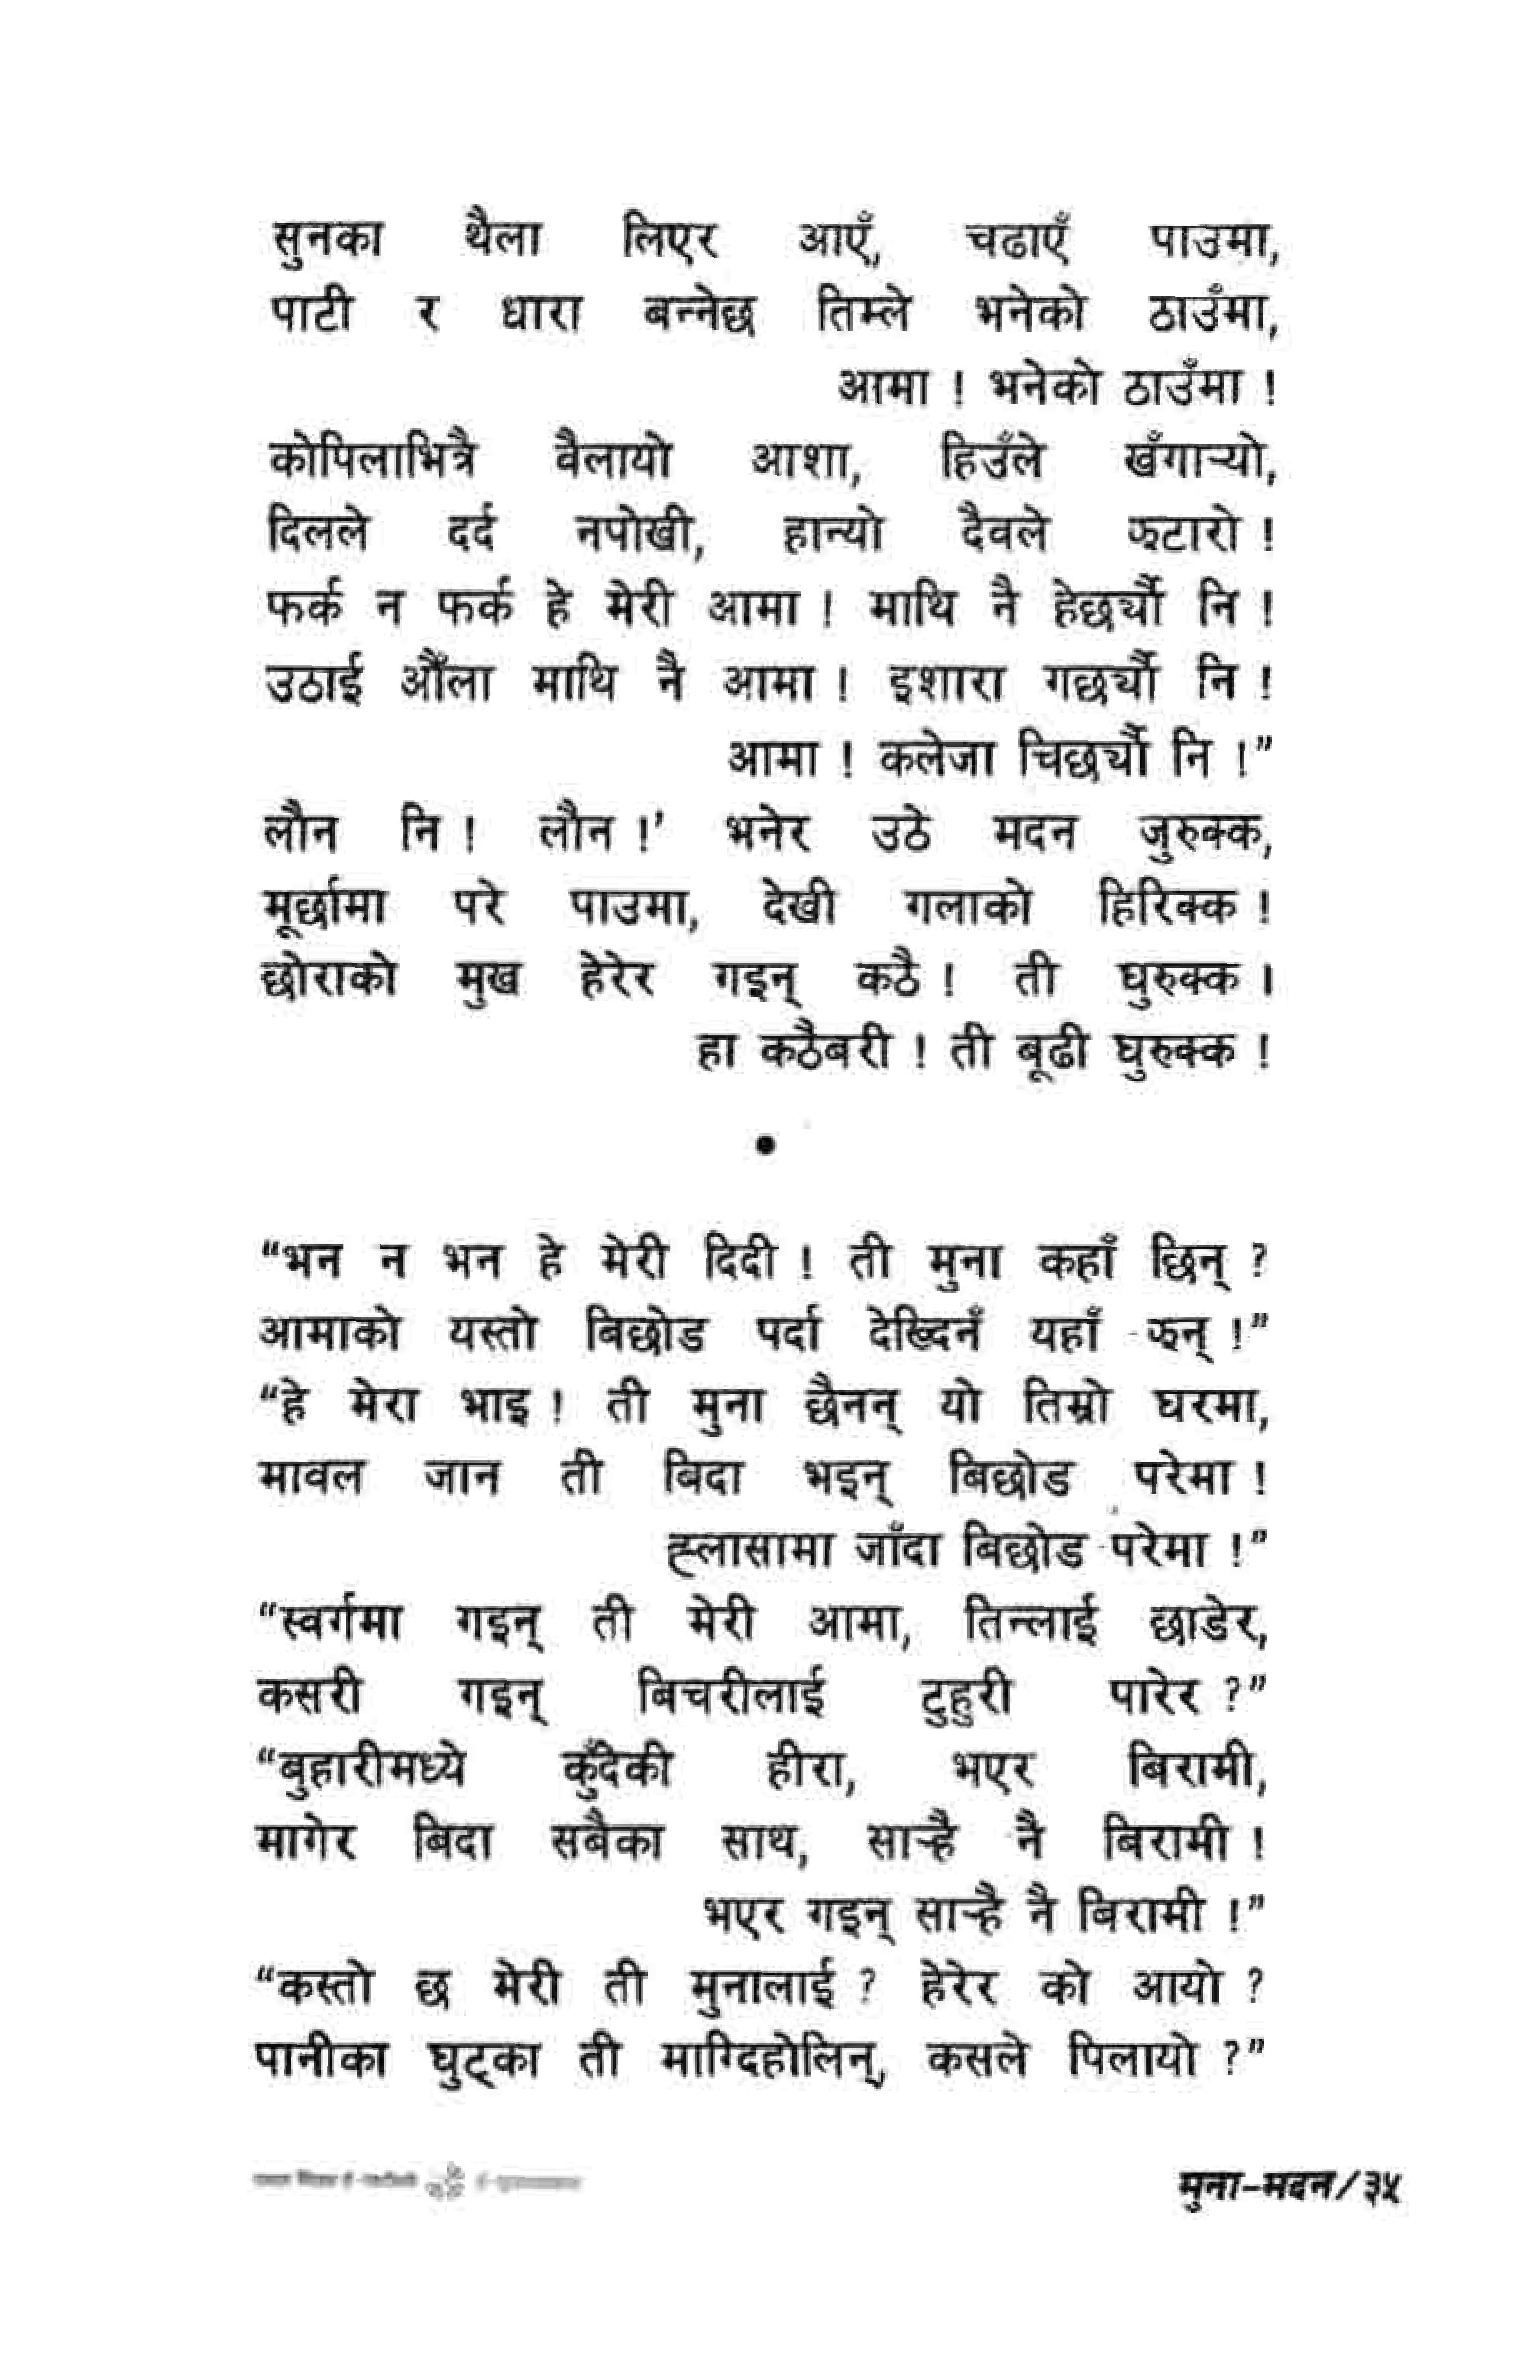 सुनका थैला लिएर आएँ, चढाएँ पाउमा,
पाटी र धारा बन्नेछ तिम्ले भनेको ठाउँमा,
आमा ! भनेको ठाउँमा !
कोपिलाभित्रै वैलायो आशा, हिउँले खँगाऱ्यो,
दिलले दर्द नपोखी, हान्यो दैवले झटारो !
फर्क न फर्क हे मेरी आमा ! माथि नै हेर्छ्यौ नि !
उठाई औँला माथि नै आमा ! इशारा गर्छ्यौ नि !
आमा ! कलेजा चिर्छ्यौ नि !”
लौन नि ! लौन !’ भनेर उठे मदन जुरुक्क,
मूर्छामा परे पाउमा, देखी गलाको हिरिक्क !
छोराको मुख हेरेर गइन् कठै ! ती घुरुक्क ।
हा कठैबरी ! ती बूढी घुरुक्क !
•
“भन न भन हे मेरी दिदी ! ती मुना कहाँ छिन् ?
आमाको यस्तो बिछोड पर्दा देख्दिनँ यहाँ झन् !”
“हे मेरा भाइ ! ती मुना छैनन् यो तिम्रो घरमा,
मावल जान ती बिदा भइन् बिछोड परेमा !
ह्लासामा जाँदा बिछोड परेमा !”
“स्वर्गमा गइन् ती मेरी आमा, तिन्लाई छाडेर,
कसरी गइन् बिचरीलाई टुहुरी पारेर ?”
“बुहारीमध्ये कुँदेकी हीरा, भएर बिरामी,
मागेर बिदा सबैका साथ, साऱ्है नै बिरामी !
भएर गइन् साऱ्है नै बिरामी !”
“कस्तो छ मेरी ती मुनालाई ? हेरेर को आयो ?
पानीका घुट्का ती माग्दिहोलिन्, कसले पिलायो ?”
मुना-मदन/३५